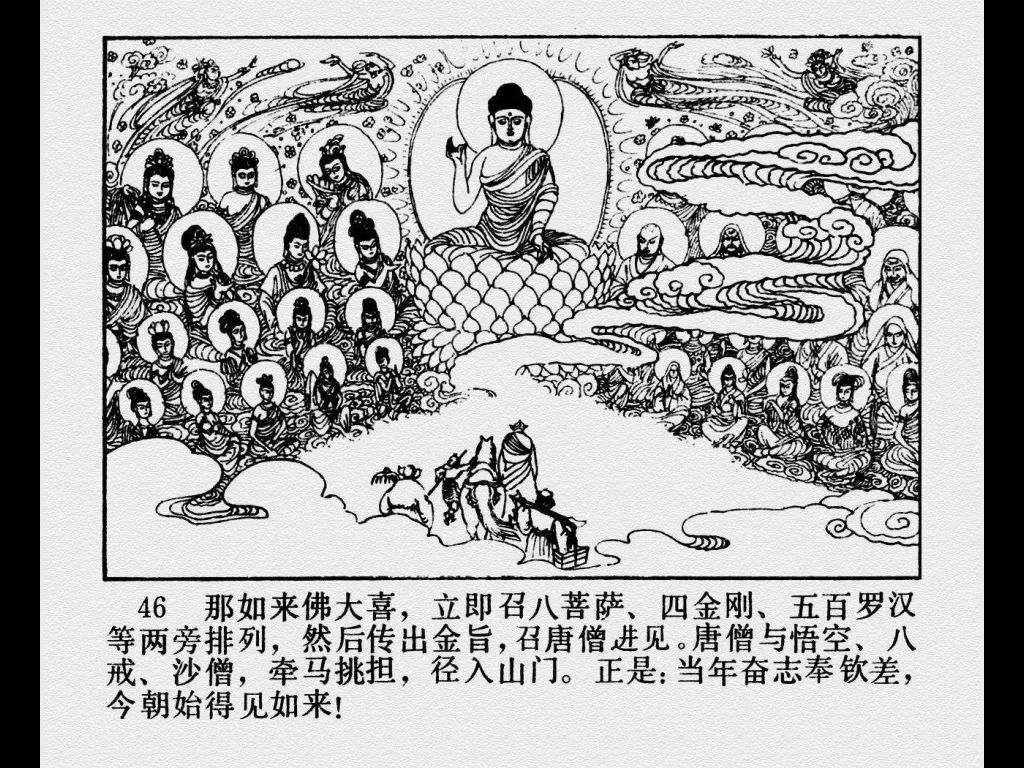 46 那如来佛大喜，立即召八菩萨、四金刚、五百罗汉
等两旁排列，然后传出金旨，召唐僧进见。唐僧与悟空、八
戒、沙僧，牵马挑担，径入山门。正是：当年奋志奉钦差，
今朝始得见如来！